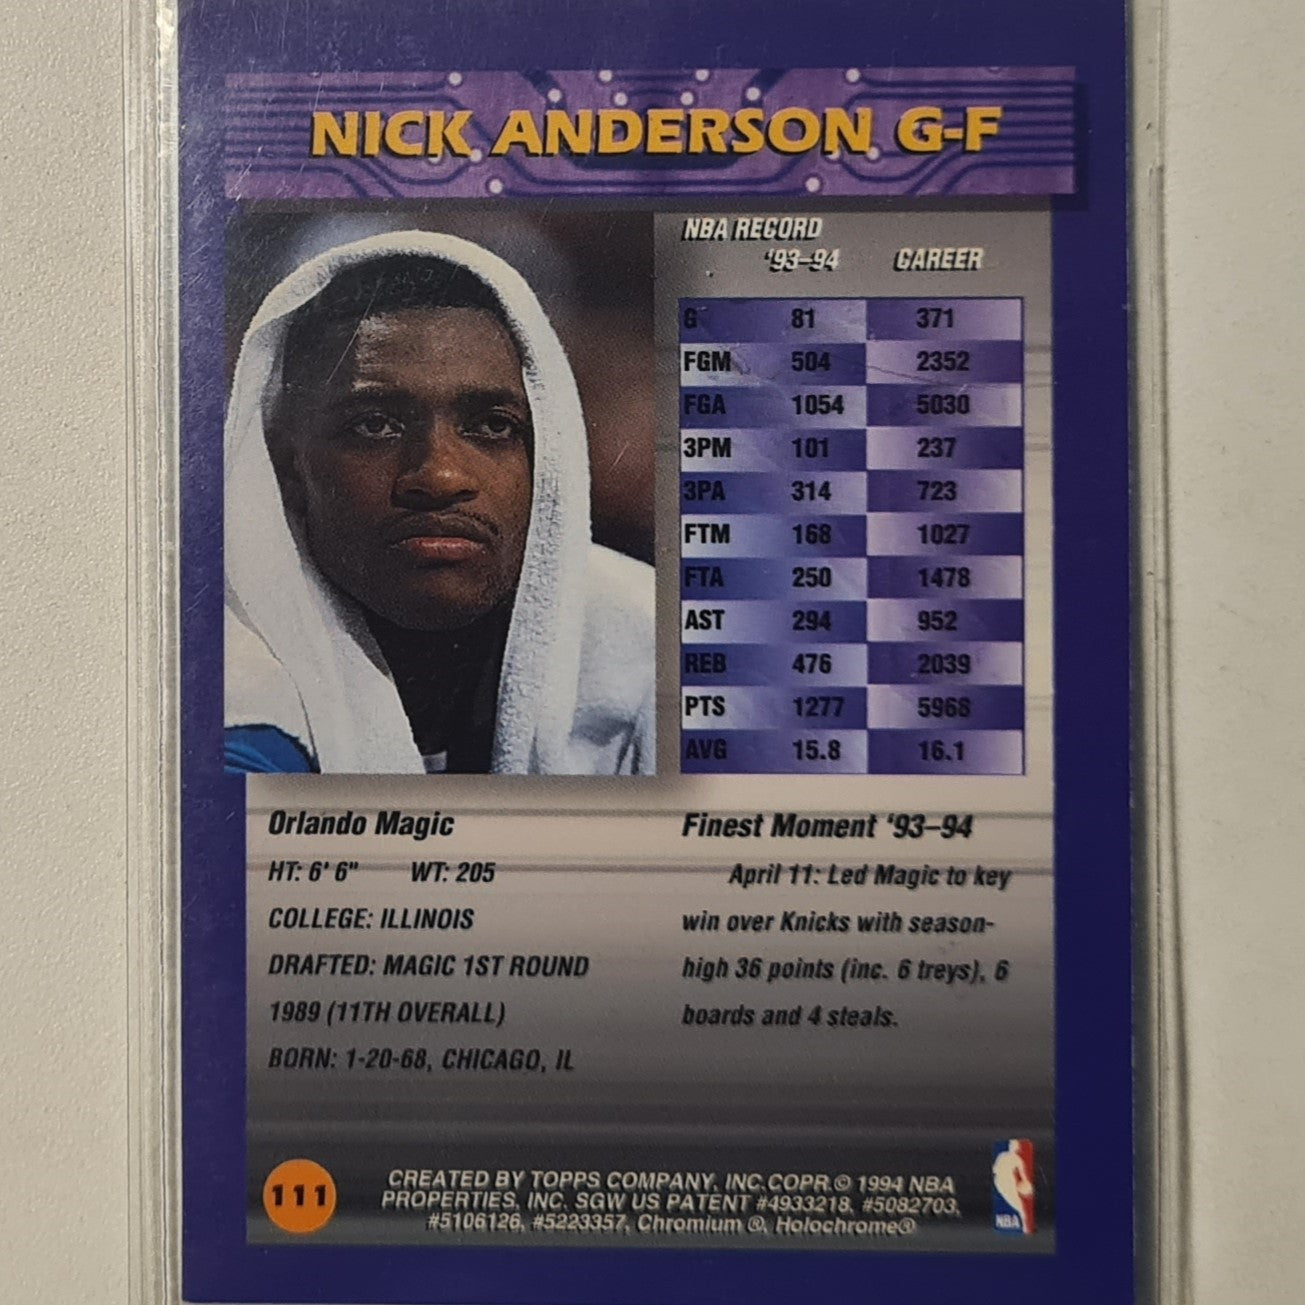 NICK ANDERSON G-F
NBA RECORD
'93–94 CAREER
G 81 371
FGM 504 2352
FGA 1054 5030
3PM 101 237
3PA 314 723
FTM 168 1027
FTA 250 1478
AST 294 952
REB 476 2039
PTS 1277 5968
AVG 15.8 16.1
Orlando Magic
HT: 6' 6" WT: 205
COLLEGE: ILLINOIS
DRAFTED: MAGIC 1ST ROUND
1989 (11TH OVERALL)
BORN: 1-20-68, CHICAGO, IL
Finest Moment '93–94
April 11: Led Magic to key
win over Knicks with season-
high 36 points (inc. 6 treys), 6
boards and 4 steals.
111
CREATED BY TOPPS COMPANY, INC.COPR.© 1994 NBA
PROPERTIES, INC. SGW US PATENT #4933218, #5082703,
#5106126, #5223357, Chromium ®, Holochrome®
NBA